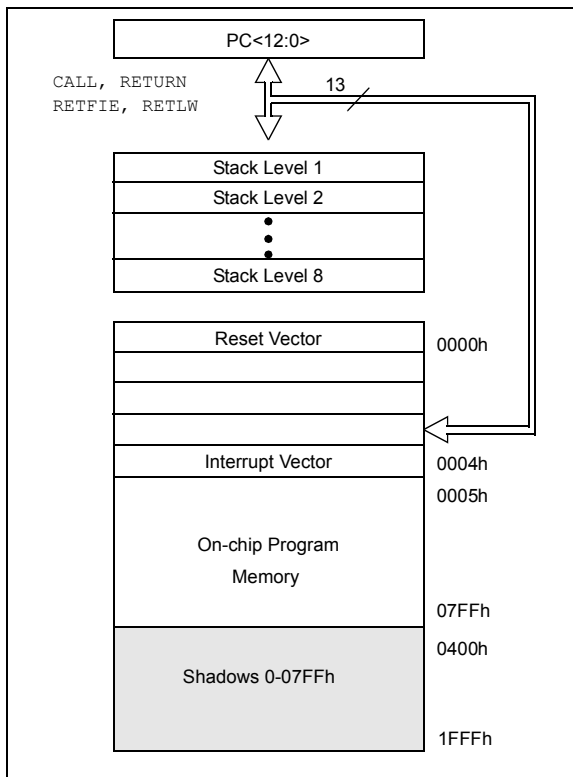 PC<12:0>
CALL, RETURN
RETFIE, RETLW
13
Stack Level 1
Stack Level 2
Stack Level 8
Reset Vector
0000h
Interrupt Vector
0004h
0005h
On-chip Program
Memory
07FFh
0400h
Shadows 0-07FFh
1FFFh